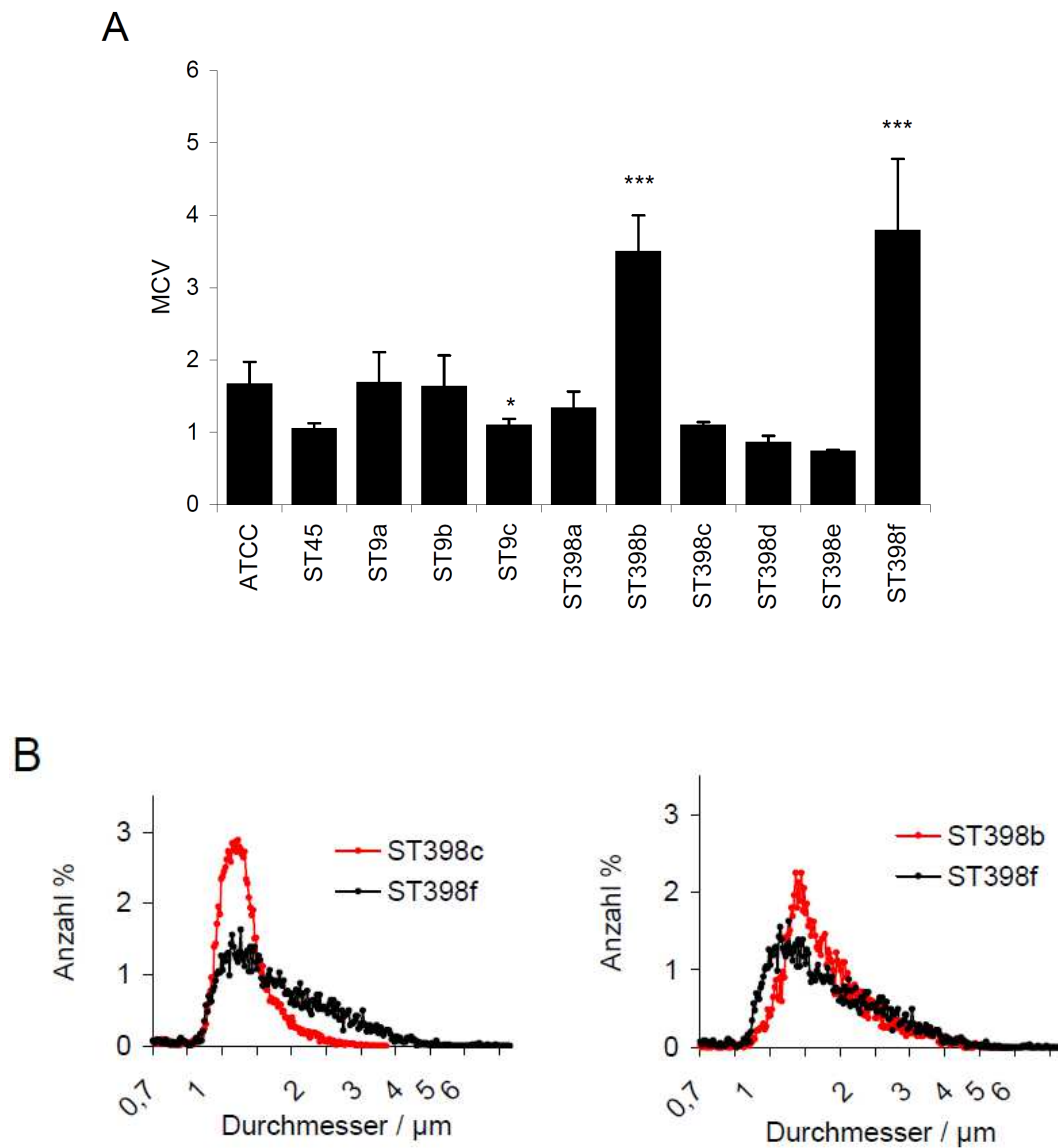 A
6
5
4
3
2
1
0
MCV
***
***
*
ATCC
ST45
ST9a
ST9b
ST9c
ST398a
ST398b
ST398c
ST398d
ST398e
ST398f
B
3
2
1
0
Anzahl %
ST398c
ST398f
0,7
1
2
3
4
5
6
Durchmesser / µm
3
2
1
0
Anzahl %
ST398b
ST398f
0,7
1
2
3
4
5
6
Durchmesser / µm